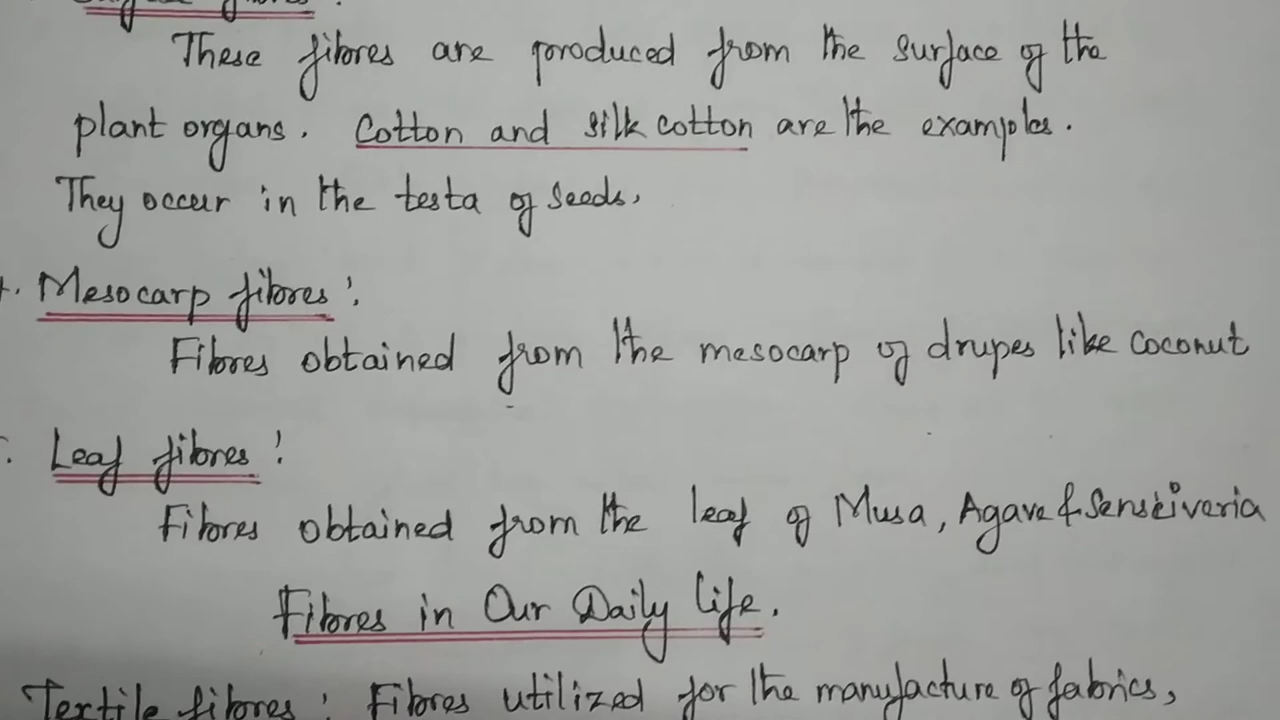 fibres :
These fibres are produced from the surface of the
plant organs. Cotton and silk cotton are the examples.
They occur in the testa of seeds.
Mesocarp fibres :
Fibres obtained from the mesocarp of drupes like coconut
Leaf fibres :
Fibres obtained from the leaf of Musa, Agave & Senseiveria
Fibres in Our Daily life.
Textile fibres : Fibres utilized for the manufacture of fabrics,